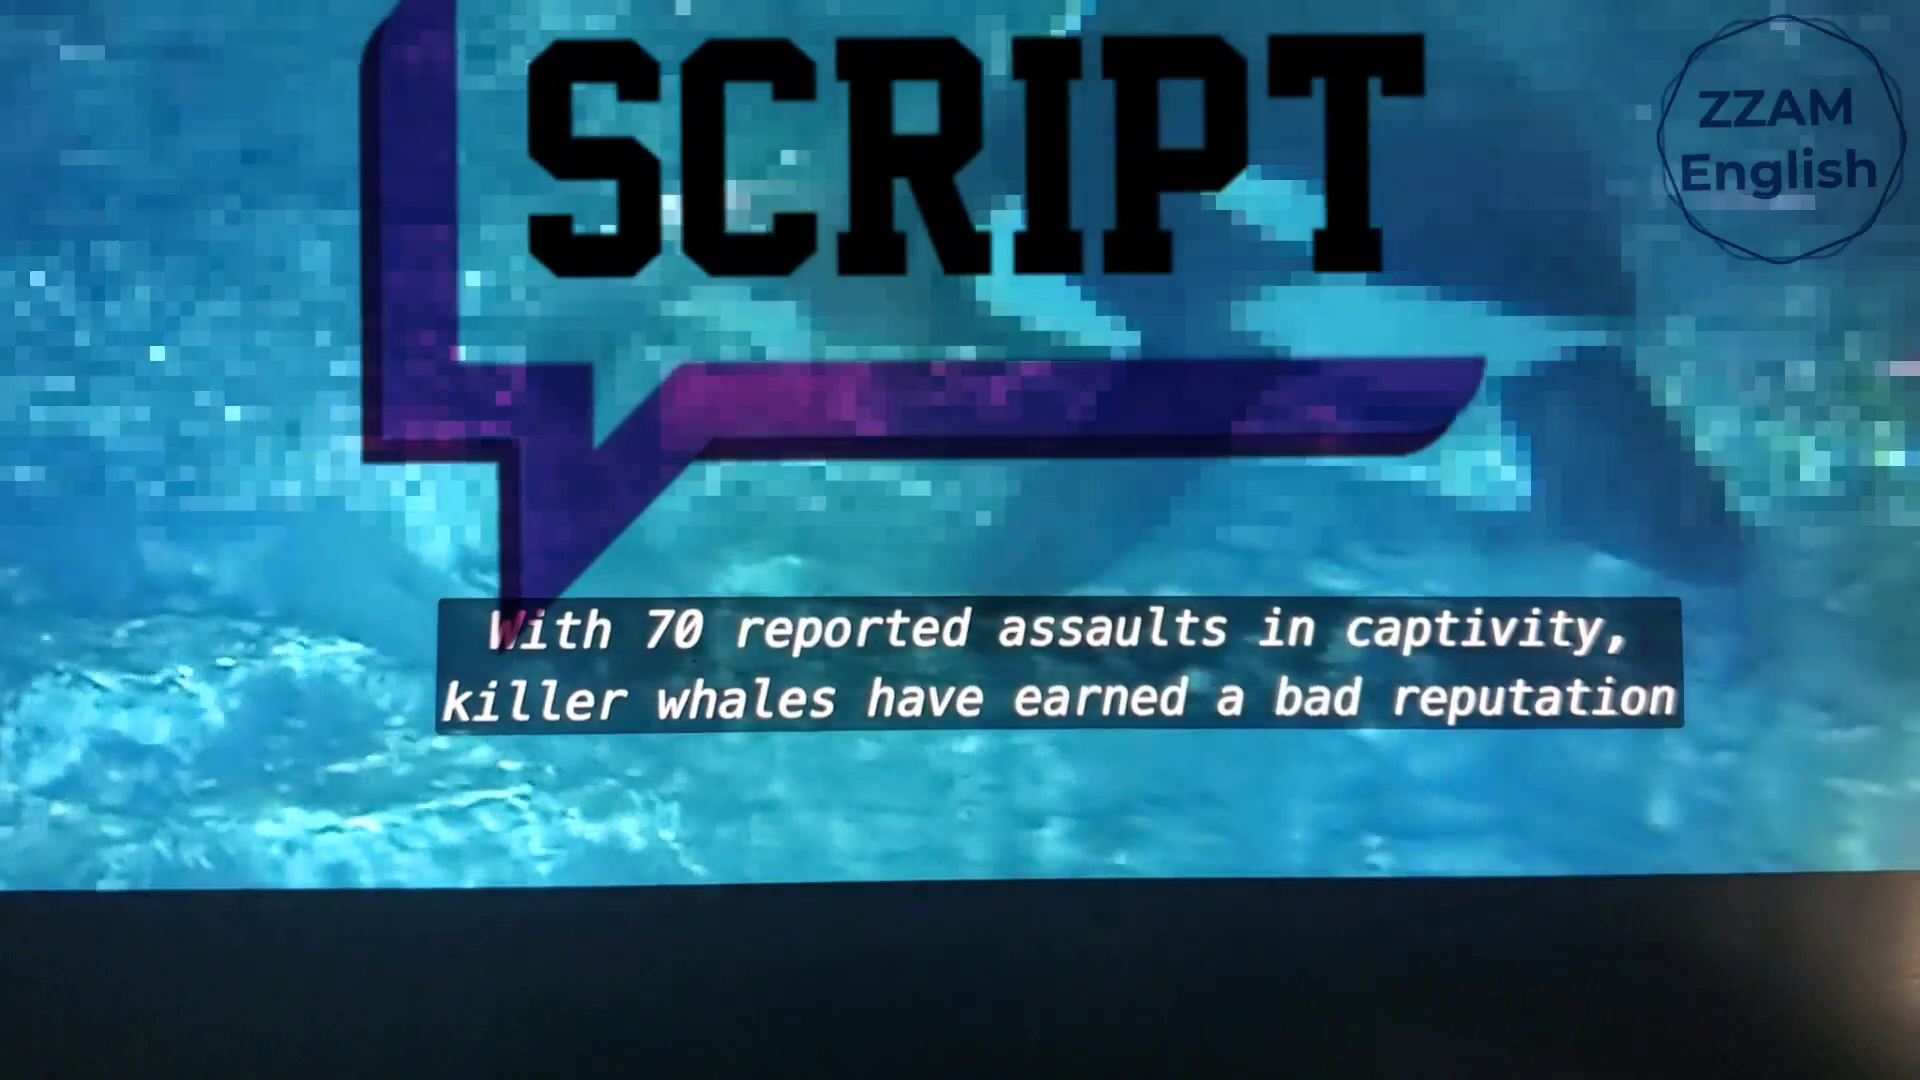 SCRIPT
ZZAM
English
With 70 reported assaults in captivity,
killer whales have earned a bad reputation